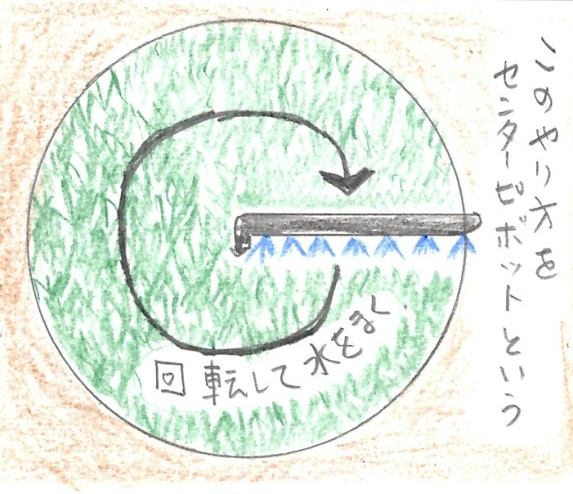 このやり方を
センターピボットという
回転して水をまく